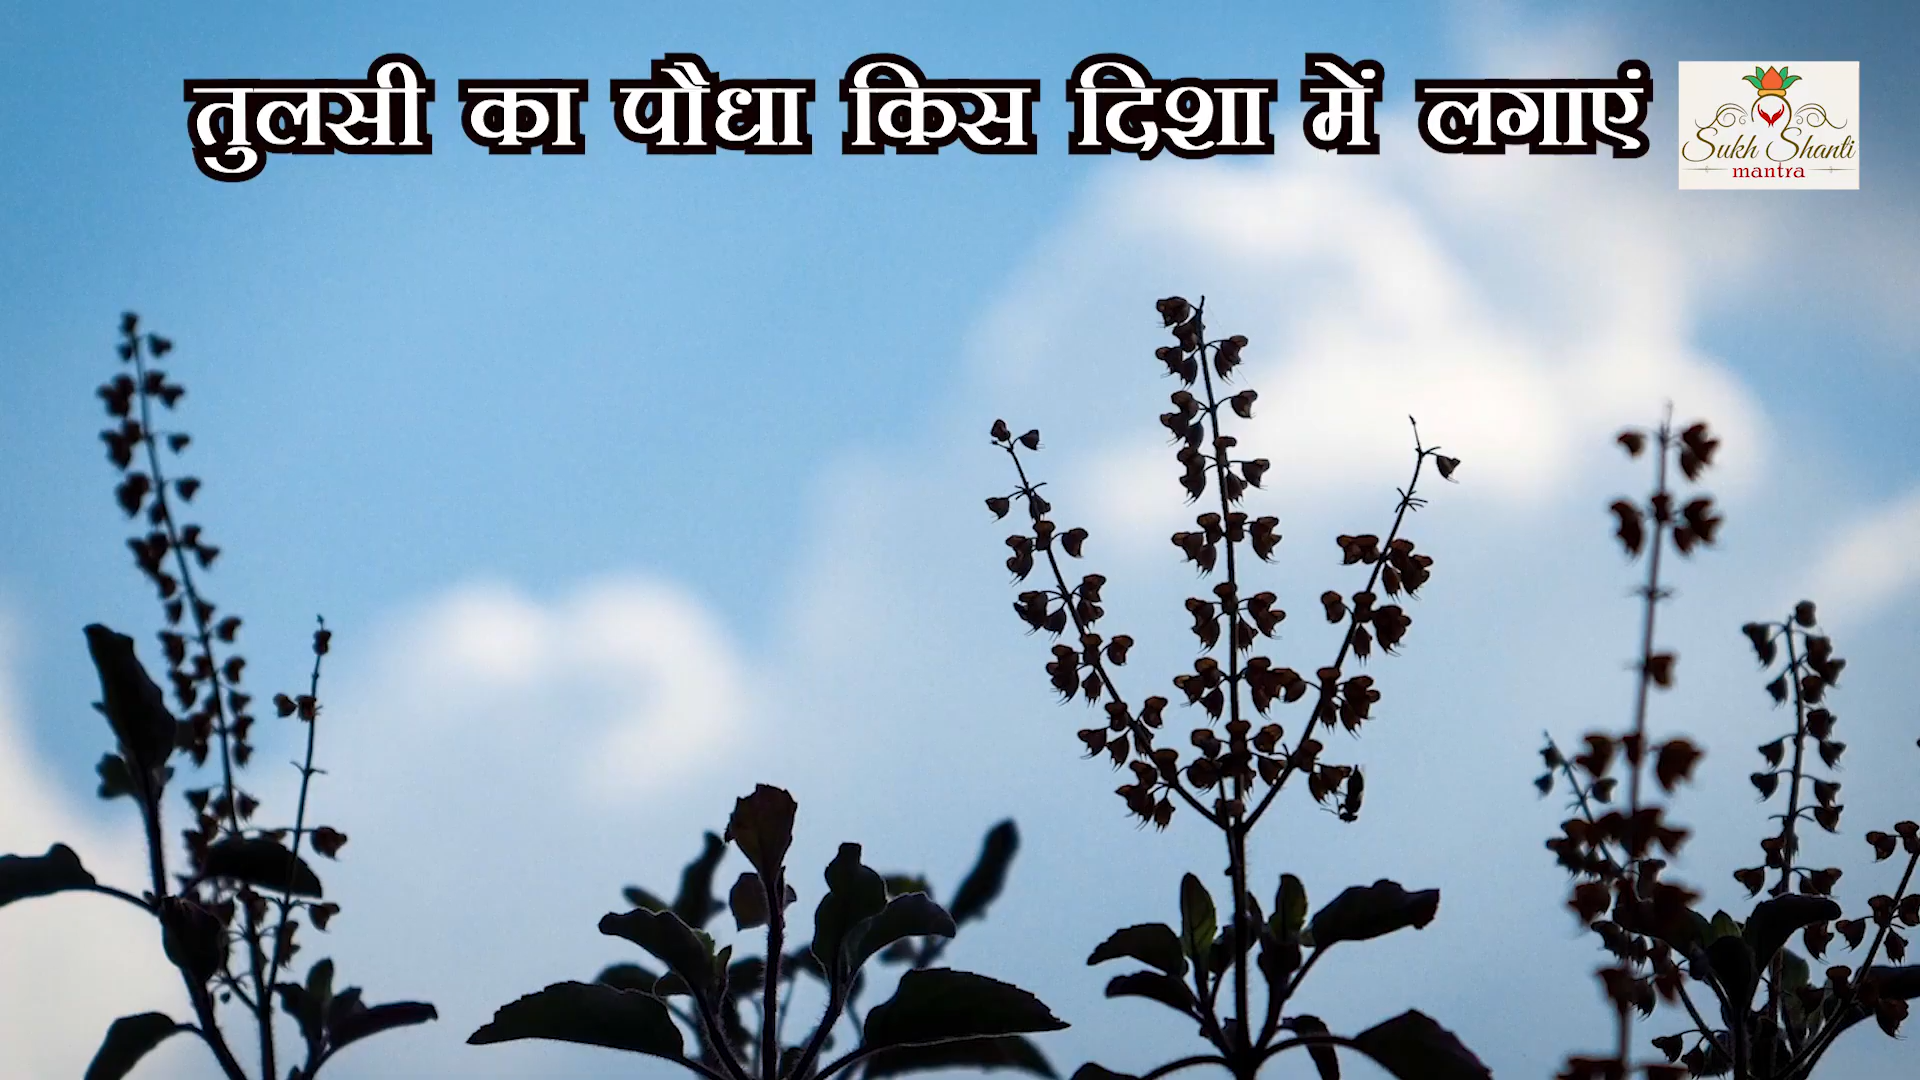 तुलसी का पौधा किस दिशा में लगाएं
Sukh Shanti
mantra